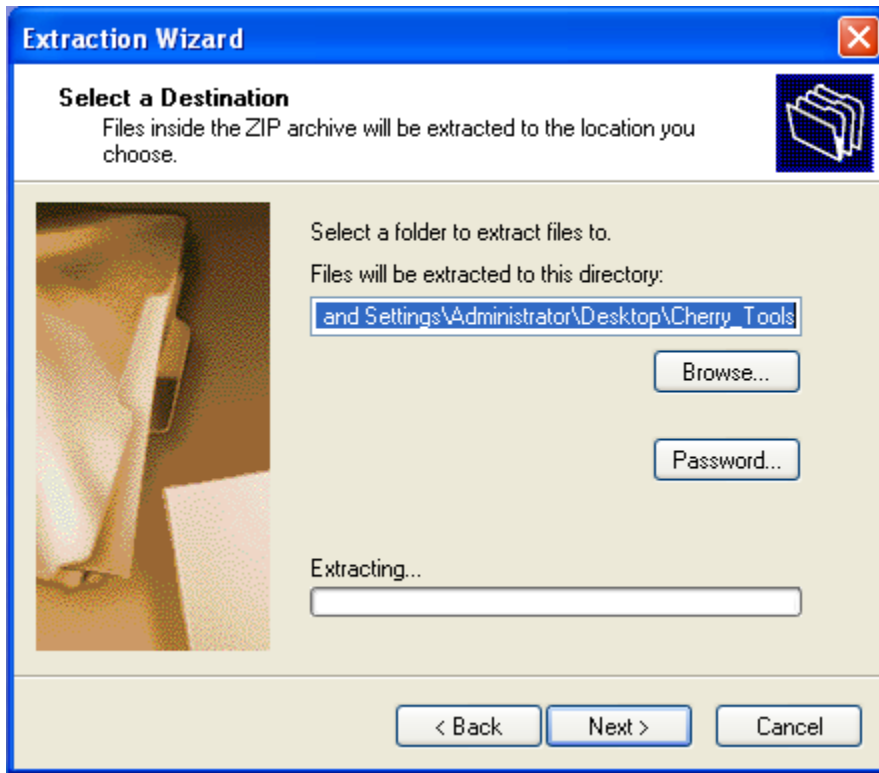 Extraction Wizard
Select a Destination
Files inside the ZIP archive will be extracted to the location you
choose.
Select a folder to extract files to.
Files will be extracted to this directory:
and Settings\Administrator\Desktop\Cherry_Tools
Browse...
Password...
Extracting...
< Back
Next >
Cancel